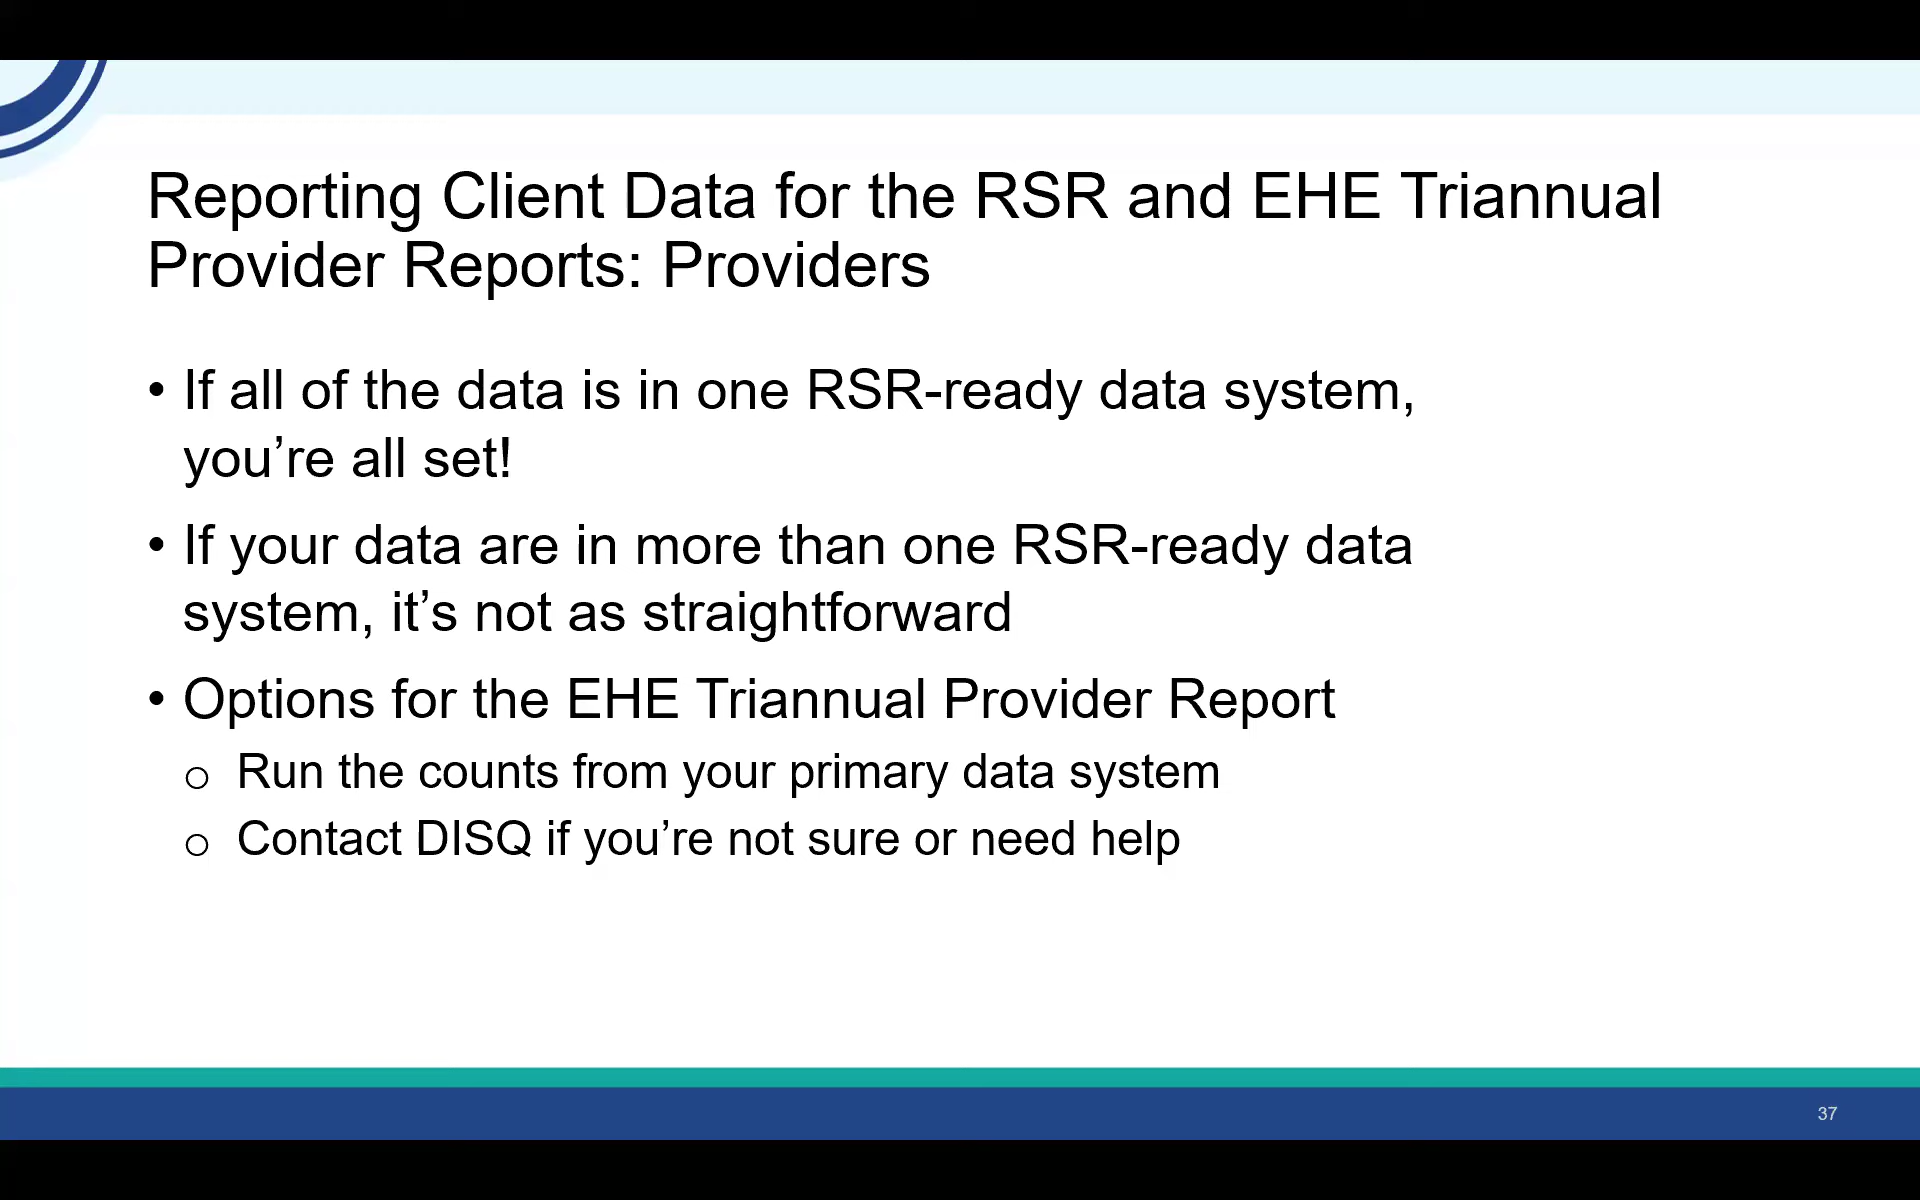 Reporting Client Data for the RSR and EHE Triannual
Provider Reports: Providers
• If all of the data is in one RSR-ready data system,
you’re all set!
• If your data are in more than one RSR-ready data
system, it’s not as straightforward
• Options for the EHE Triannual Provider Report
o Run the counts from your primary data system
o Contact DISQ if you’re not sure or need help
37